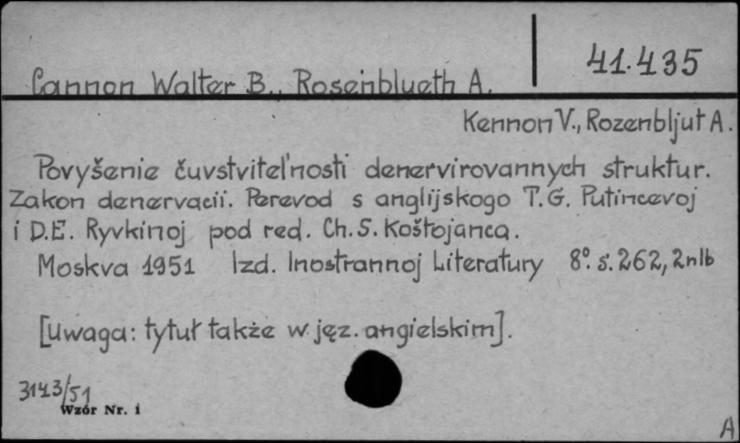 41.435
Cannon Walter B., Rosenblueth A.
Kennon V., Rozenbljut A.
Povyšenie čuvstvitel'nosti denervirovannych struktur.
Zakon denervacii. Perevod s anglijskogo T.G. Putincevoj
i D.E. Ryvkinoj pod red. Ch.S. Koštojanca.
Moskva 1951 Izd. Inostrannoj Literatury 8° s. 262, 2nlb
[Uwaga: tytuł także w jęz. angielskim].
3143/51
Wzór Nr. 1
A